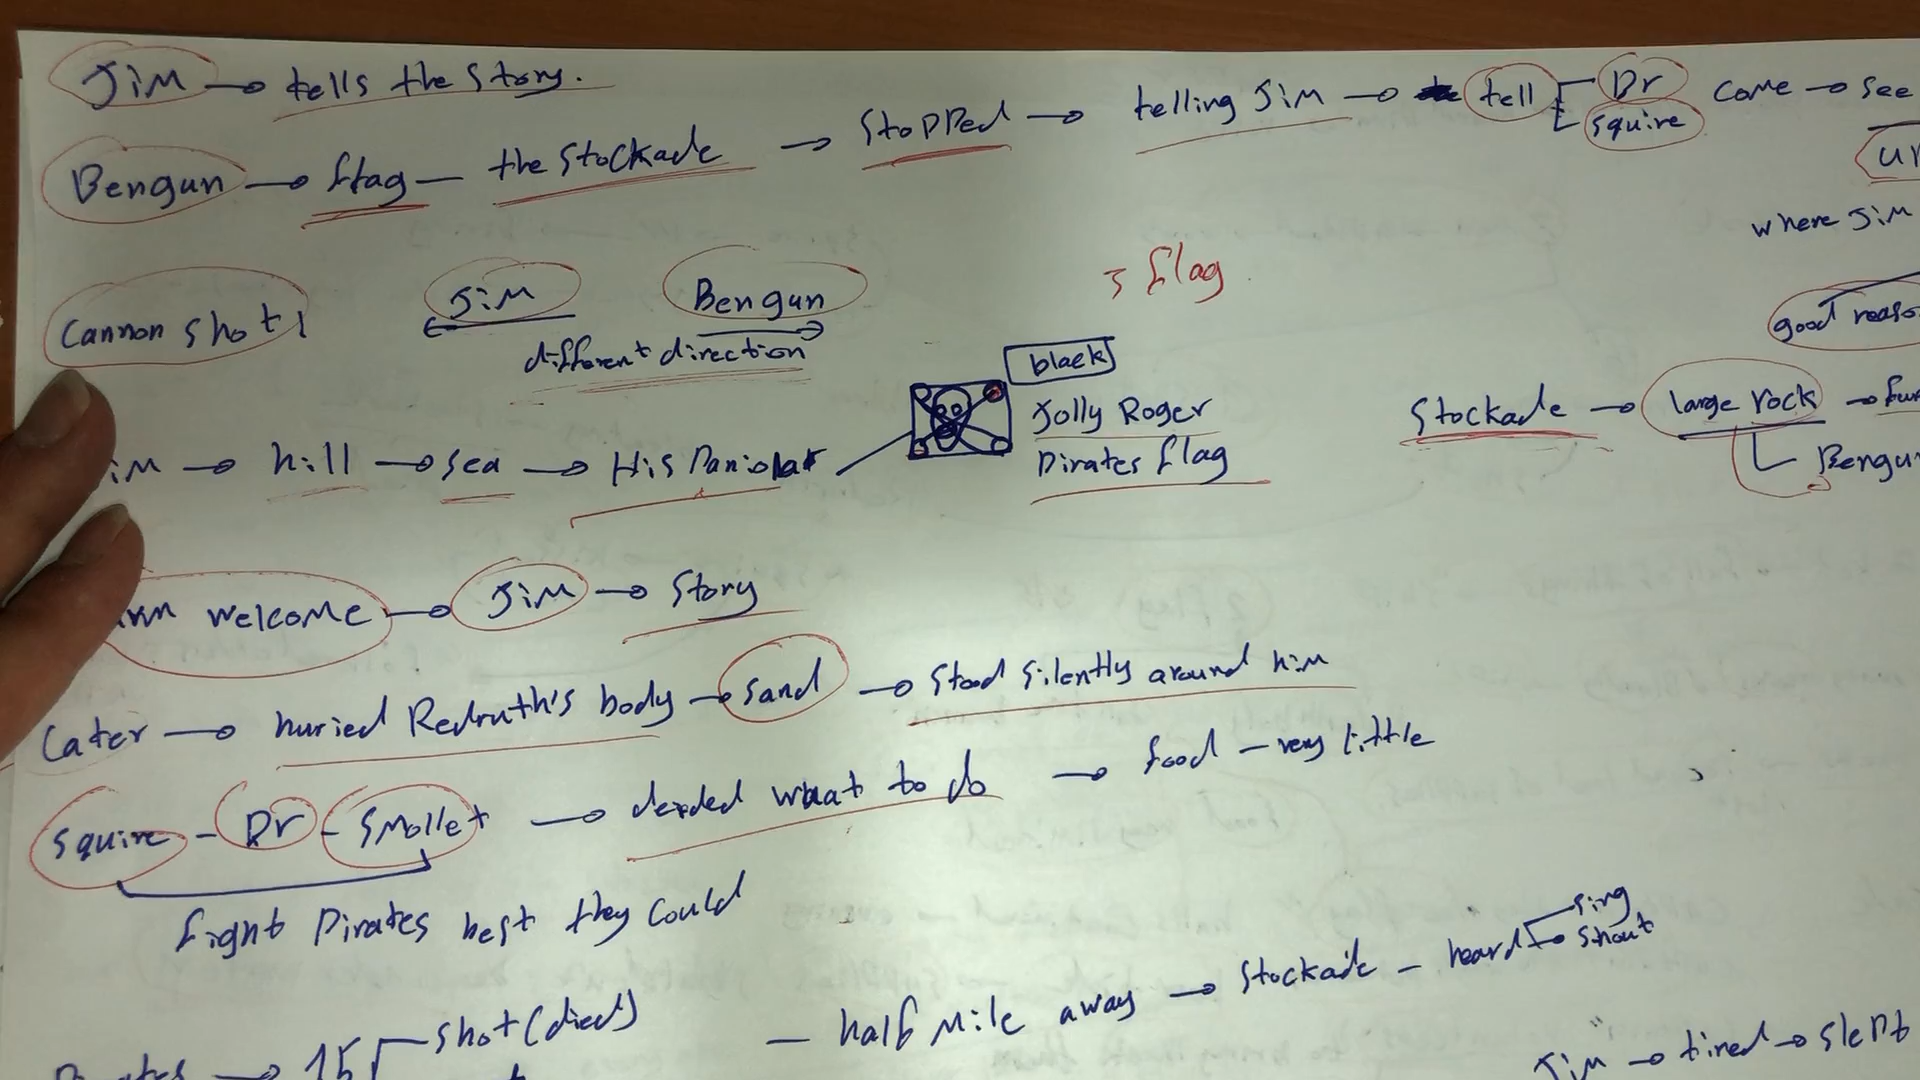 Jim → tells the story.
Bengun → flag — the stockade → stopped → telling Jim → tell Dr squire come → see
where Jim
3 flag
Cannon shot Jim Bengun
different direction
good reaso
black
Jolly Roger
Pirates flag
im → hill → sea → Hispaniola
Stockade → large rock →
Bengu
welcome → Jim → story
Later → buried Redruth's body → sand → stood silently around him
squire - Dr - Smollet → decided what to do → food - very little
fight Pirates best they could
→ 15 shot (died) — half mile away → stockade - heard sing shout
Jim → tired → slept